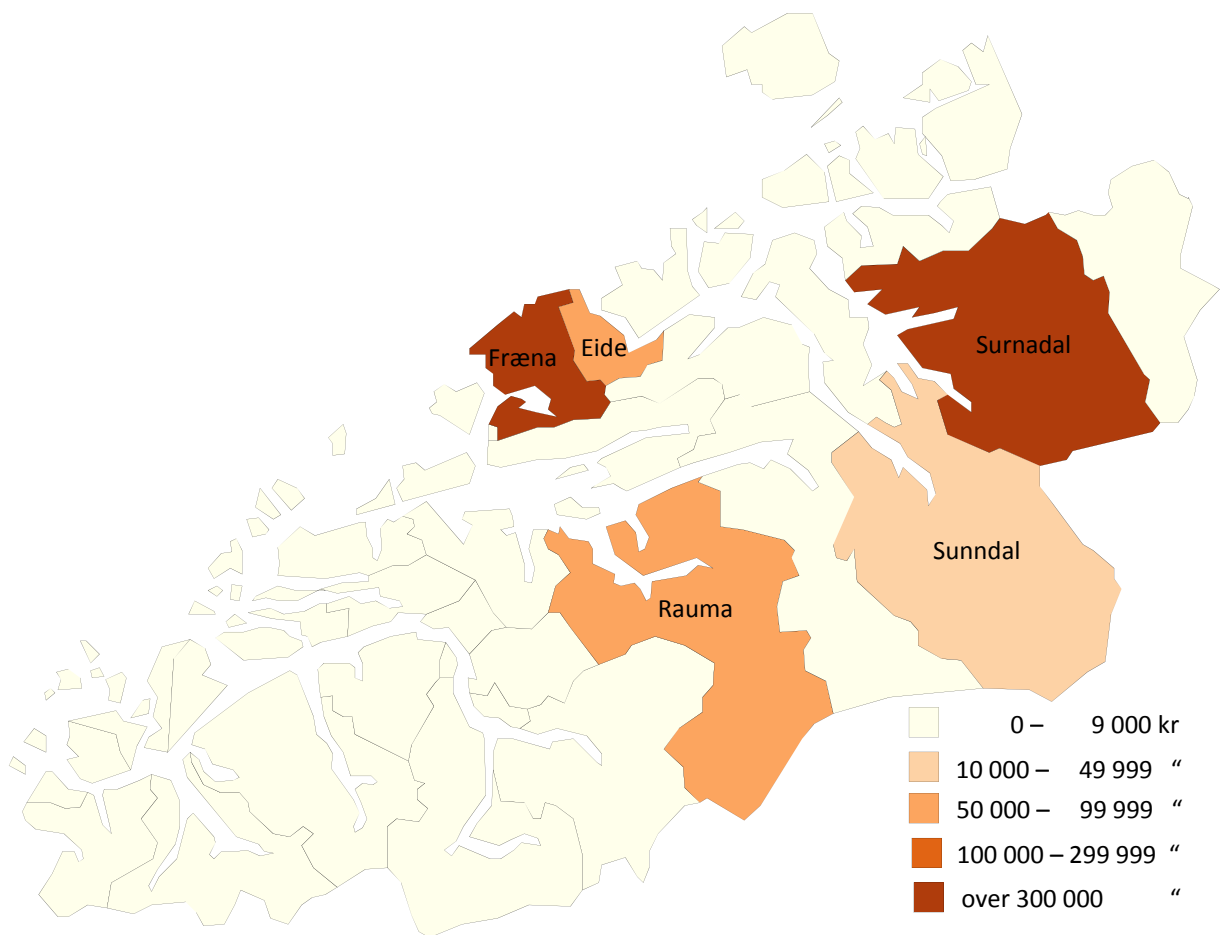 Surnadal
Eide
Fræna
Sunndal
Rauma
0 – 9 000 kr
10 000 – 49 999 “
50 000 – 99 999 “
100 000 – 299 999 “
over 300 000 “